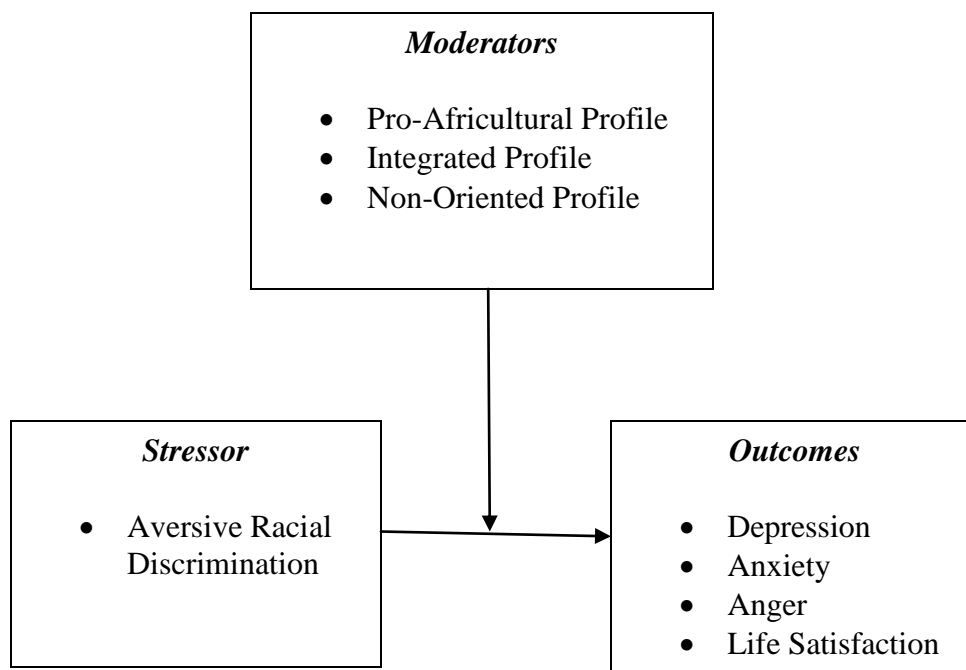 Moderators
• Pro-Africultural Profile
• Integrated Profile
• Non-Oriented Profile
Stressor
• Aversive Racial
Discrimination
Outcomes
• Depression
• Anxiety
• Anger
• Life Satisfaction